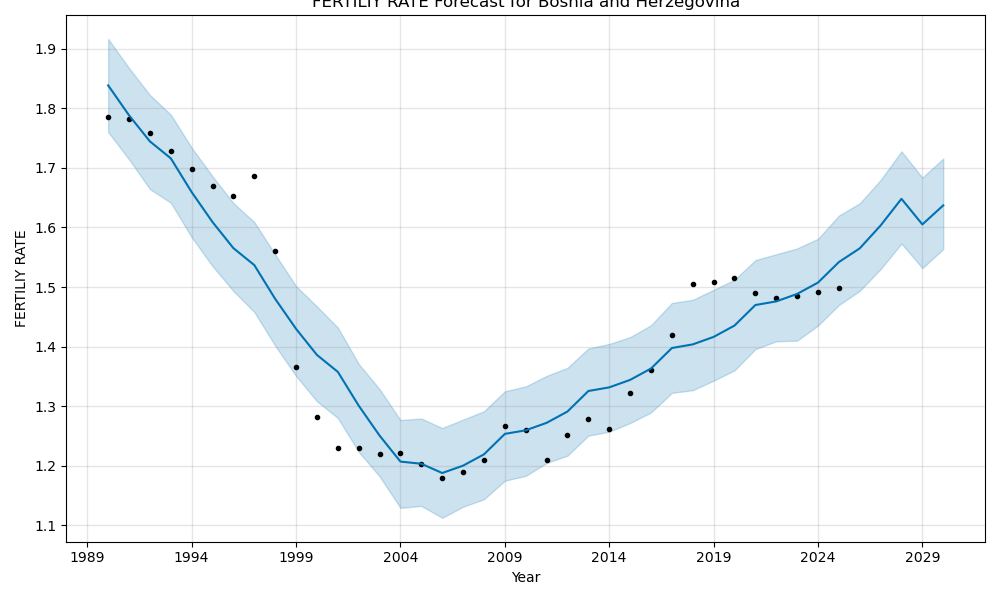 FERTILIY RATE Forecast for Bosnia and Herzegovina
1.9
1.8
1.7
1.6
1.5
1.4
1.3
1.2
1.1
FERTILIY RATE
1989 1994 1999 2004 2009 2014 2019 2024 2029
Year